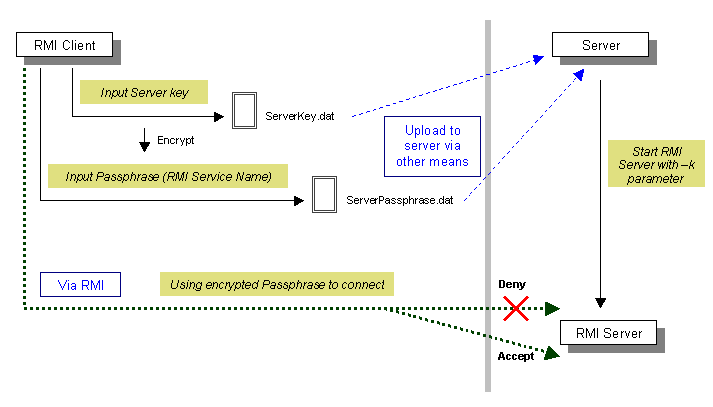 RMI Client
Server
Input Server key
ServerKey.dat
Encrypt
Upload to
server via
other means
Start RMI
Server with –k
parameter
Input Passphrase (RMI Service Name)
ServerPassphrase.dat
Via RMI
Using encrypted Passphrase to connect
Deny
RMI Server
Accept